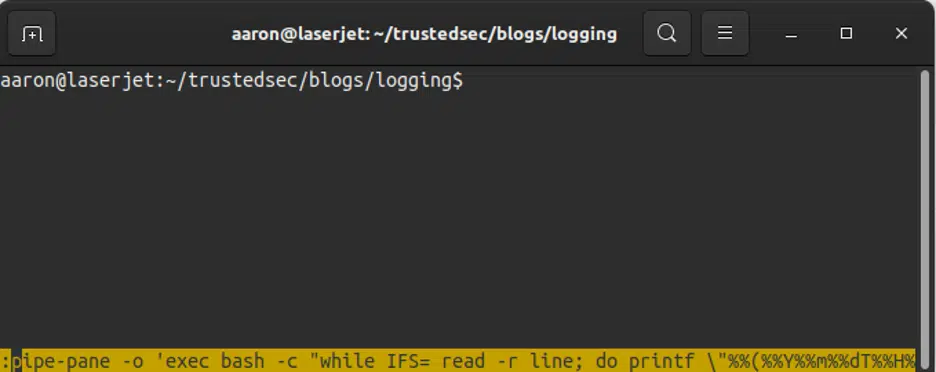 aaron@laserjet: ~/trustedsec/blogs/logging
aaron@laserjet:~/trustedsec/blogs/logging$
:pipe-pane -o 'exec bash -c "while IFS= read -r line; do printf \"%%(%%Y%%m%%dT%%H%